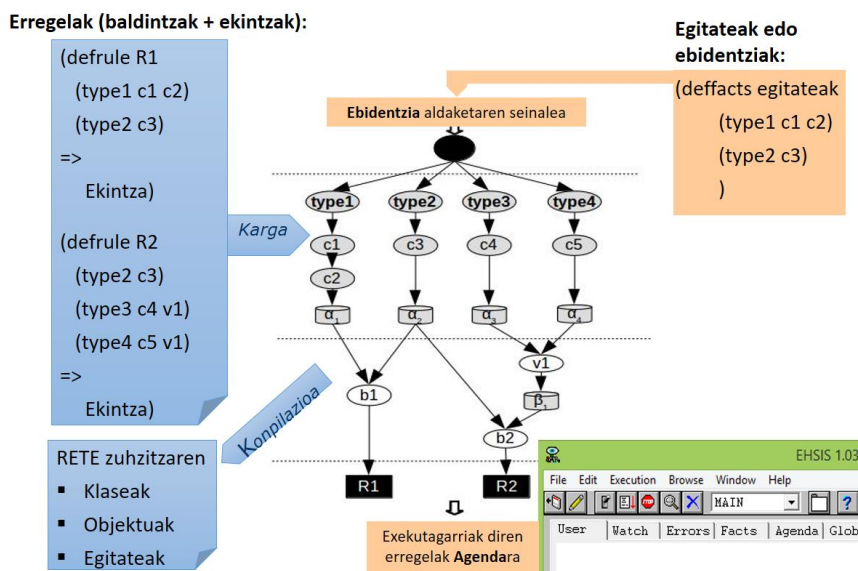 Erregelak (baldintzak + ekintzak):
(defrule R1
(type1 c1 c2)
(type2 c3)
=>
Ekintza)
(defrule R2
(type2 c3)
(type3 c4 v1)
(type4 c5 v1)
=>
Ekintza)
Karga
Konpilazioa
RETE zuhzitzaren
▪ Klaseak
▪ Objektuak
▪ Egitateak
Egitateak edo
ebidentziak:
(deffacts egitateak
(type1 c1 c2)
(type2 c3)
)
Ebidentzia aldaketaren seinalea
type1 type2 type3 type4
c1 c3 c4 c5
c2
α1 α2 α3 α4
v1
b1
β1
b2
R1 R2
Exekutagarriak diren
erregelak Agendara
EHSIS 1.03
File Edit Execution Browse Window Help
MAIN
User Watch Errors Facts Agenda Glob